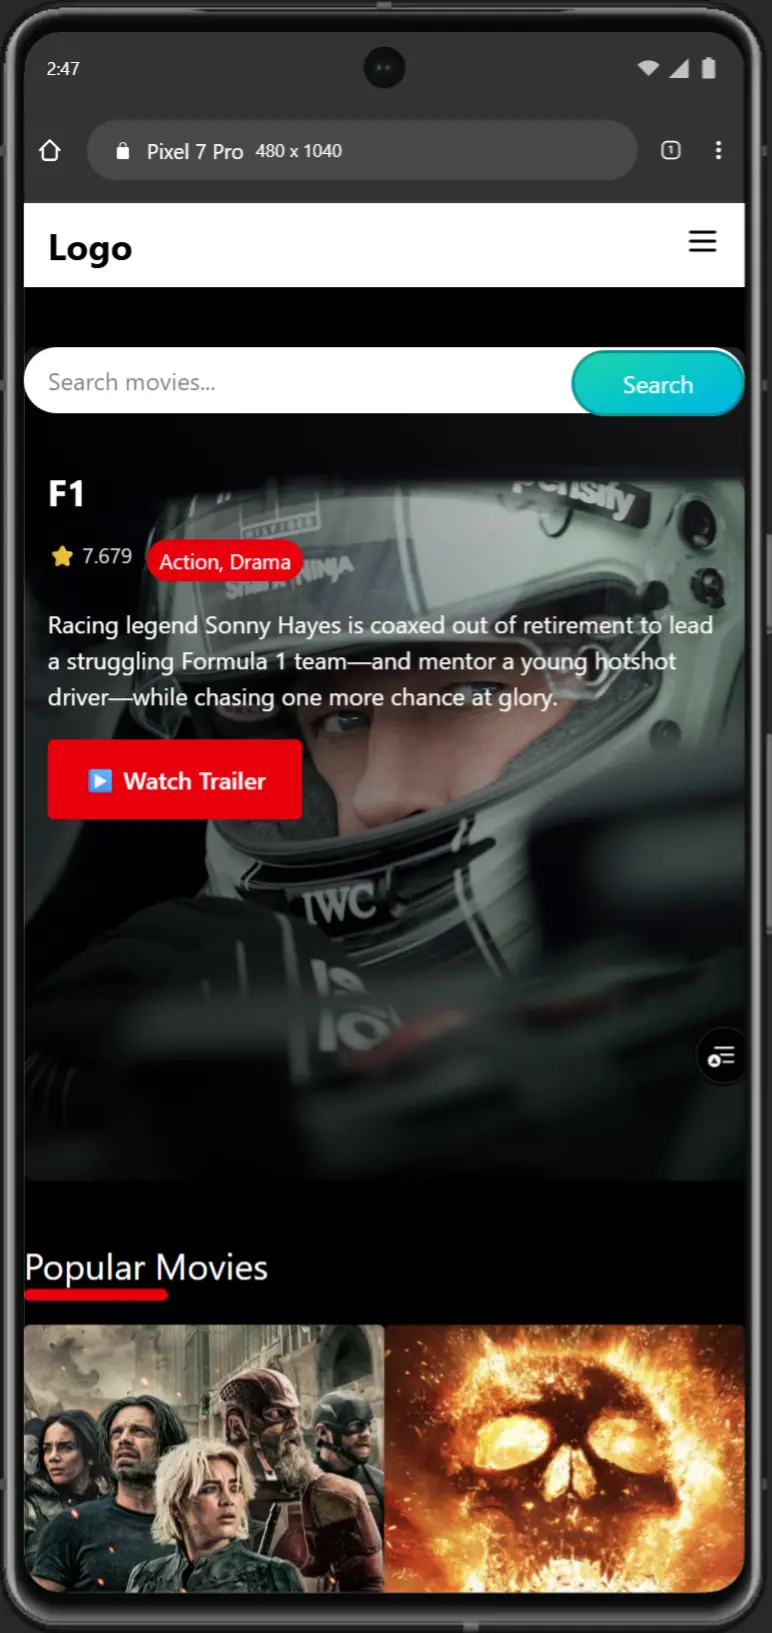 2:47
Pixel 7 Pro 480 x 1040
1
Logo
Search movies...
Search
F1
7.679
Action, Drama
Racing legend Sonny Hayes is coaxed out of retirement to lead
a struggling Formula 1 team—and mentor a young hotshot
driver—while chasing one more chance at glory.
Watch Trailer
IWC
Popular Movies